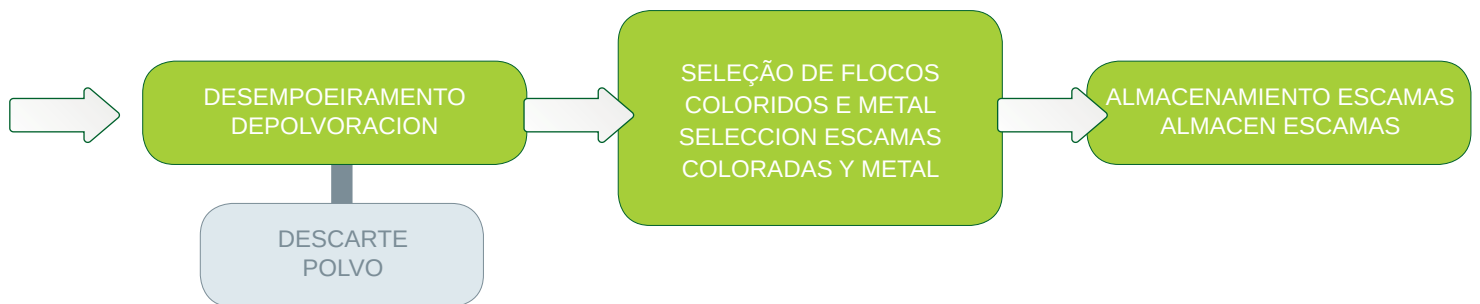 DESEMPOEIRAMENTO
DEPOLVORACION
SELEÇÃO DE FLOCOS
COLORIDOS E METAL
SELECCION ESCAMAS
COLORADAS Y METAL
ALMACENAMIENTO ESCAMAS
ALMACEN ESCAMAS
DESCARTE
POLVO